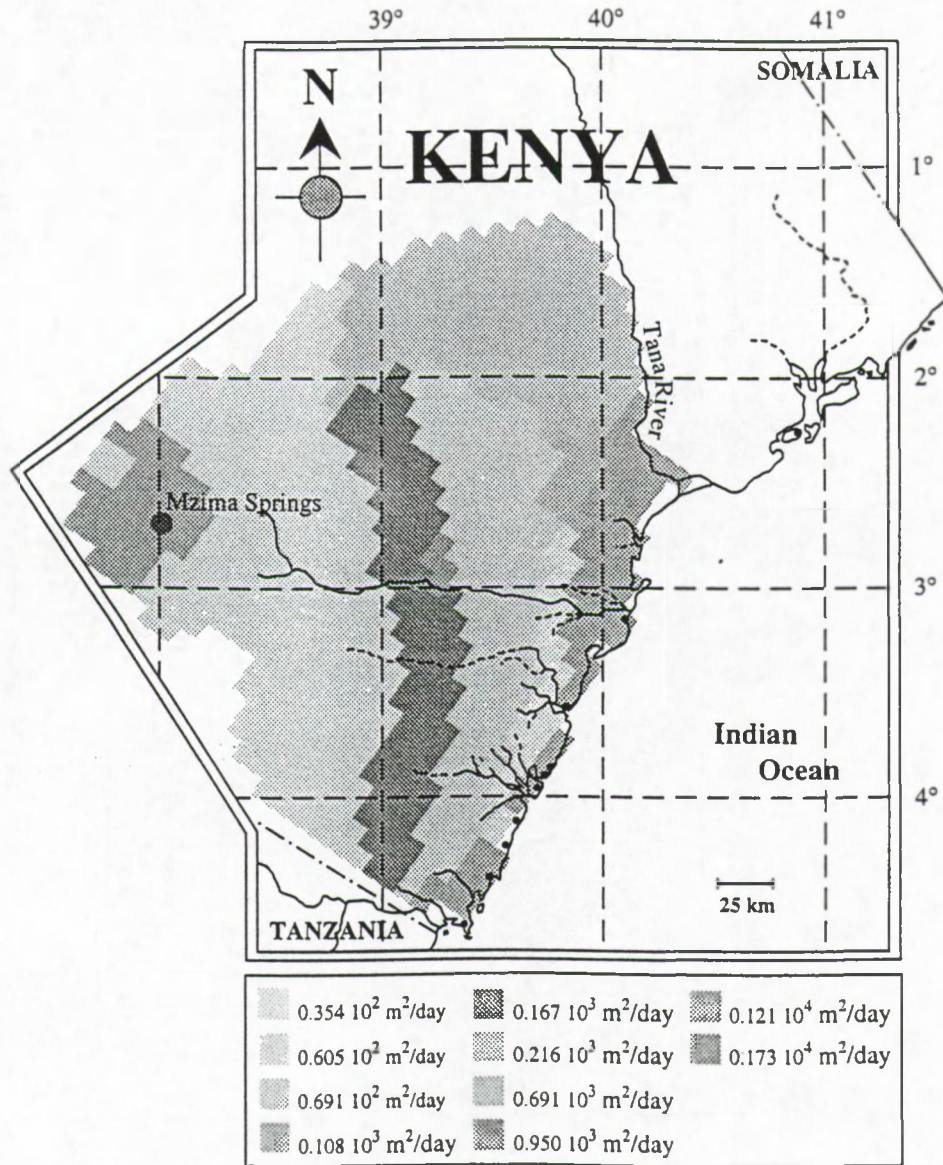 39° 40° 41°
SOMALIA
N
KENYA
1°
Tana River
2°
Mzima Springs
3°
Indian
Ocean
4°
25 km
TANZANIA
0.354 10² m²/day
0.167 10³ m²/day
0.121 10⁴ m²/day
0.605 10² m²/day
0.216 10³ m²/day
0.173 10⁴ m²/day
0.691 10² m²/day
0.691 10³ m²/day
0.108 10³ m²/day
0.950 10³ m²/day